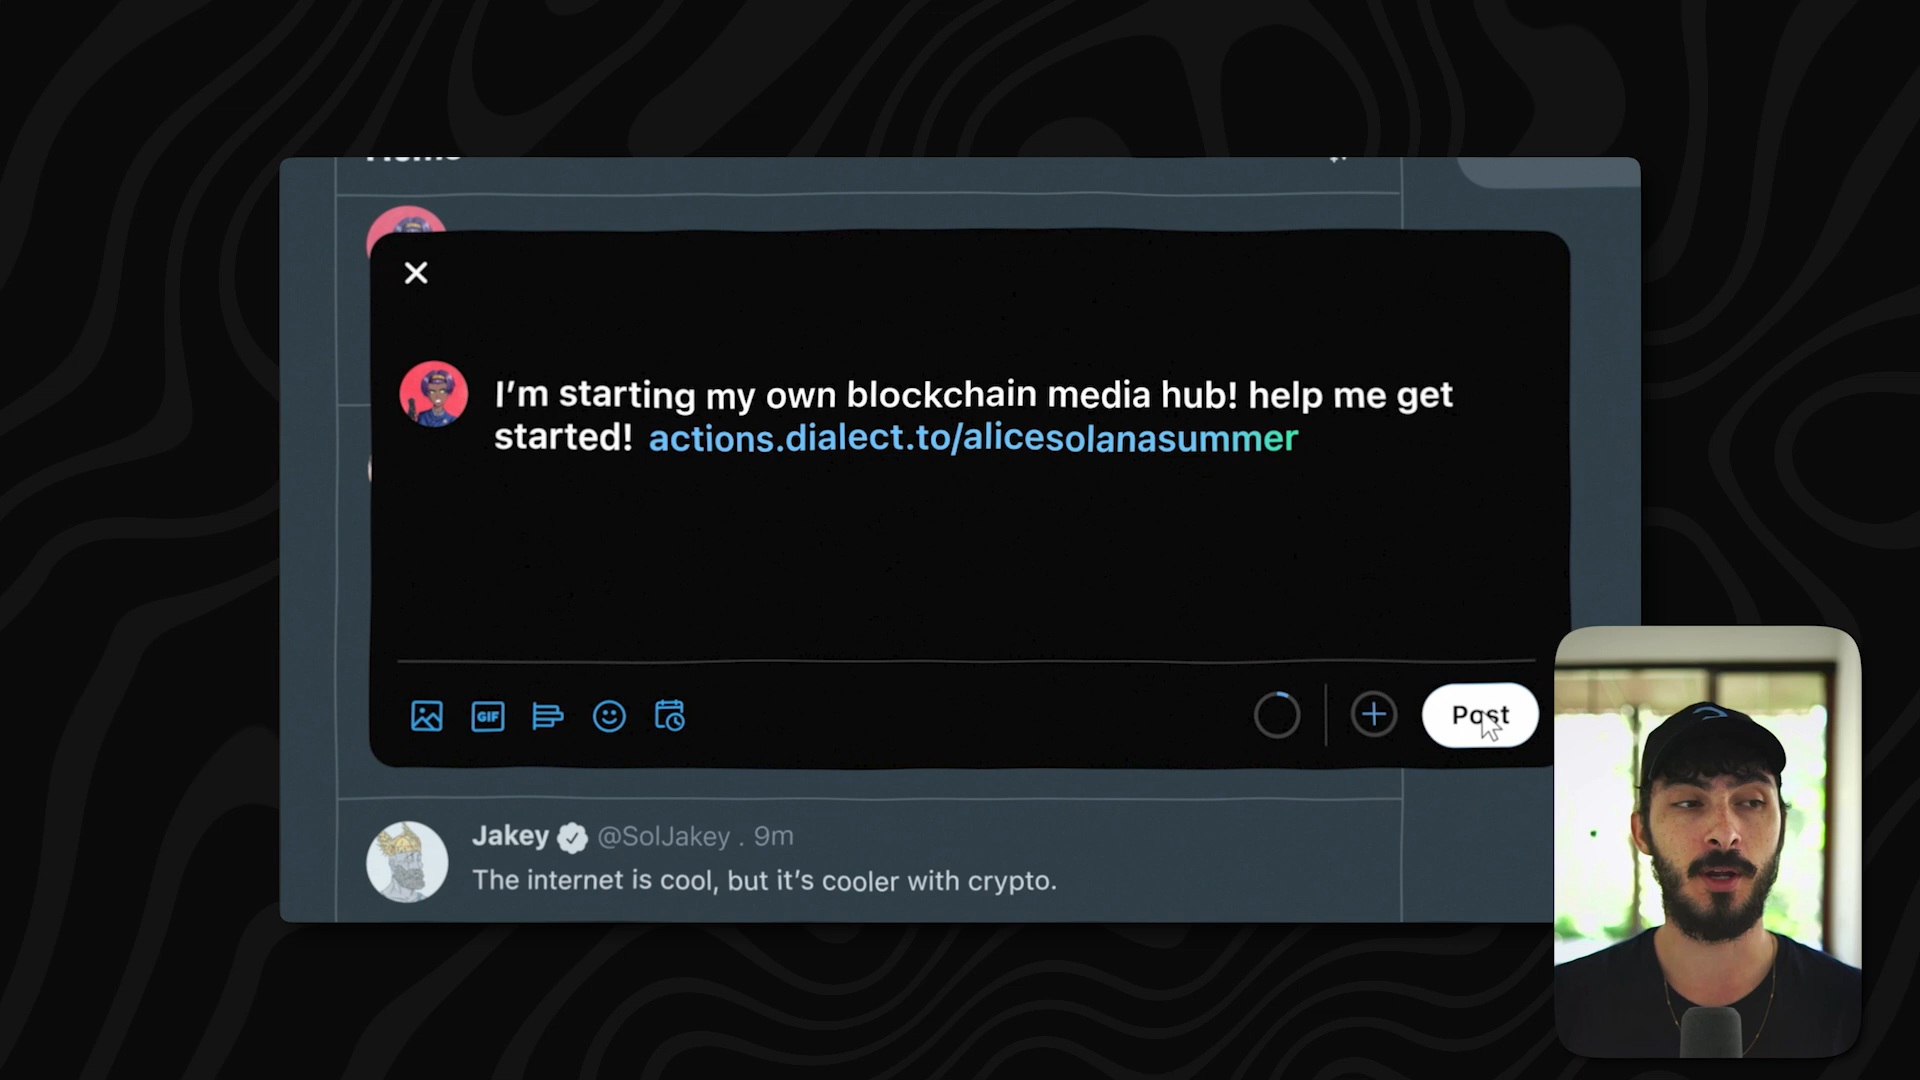 I'm starting my own blockchain media hub! help me get
started! actions.dialect.to/alicesolanasummer
GIF
Post
Jakey @SolJakey . 9m
The internet is cool, but it's cooler with crypto.